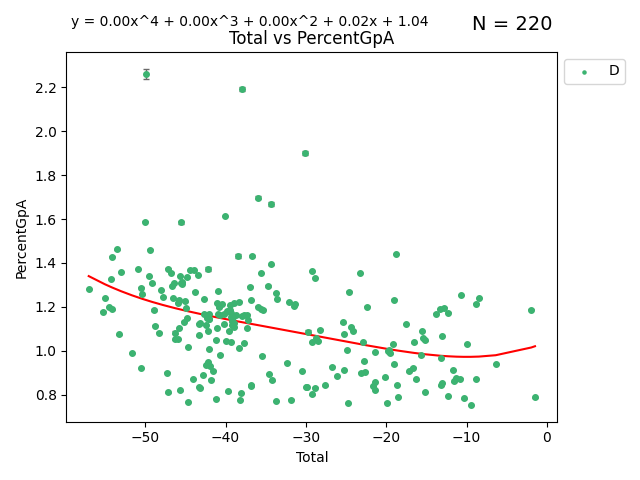 y = 0.00x^4 + 0.00x^3 + 0.00x^2 + 0.02x + 1.04
N = 220
Total vs PercentGpA
D
PercentGpA
2.2
2.0
1.8
1.6
1.4
1.2
1.0
0.8
−50
−40
−30
−20
−10
0
Total